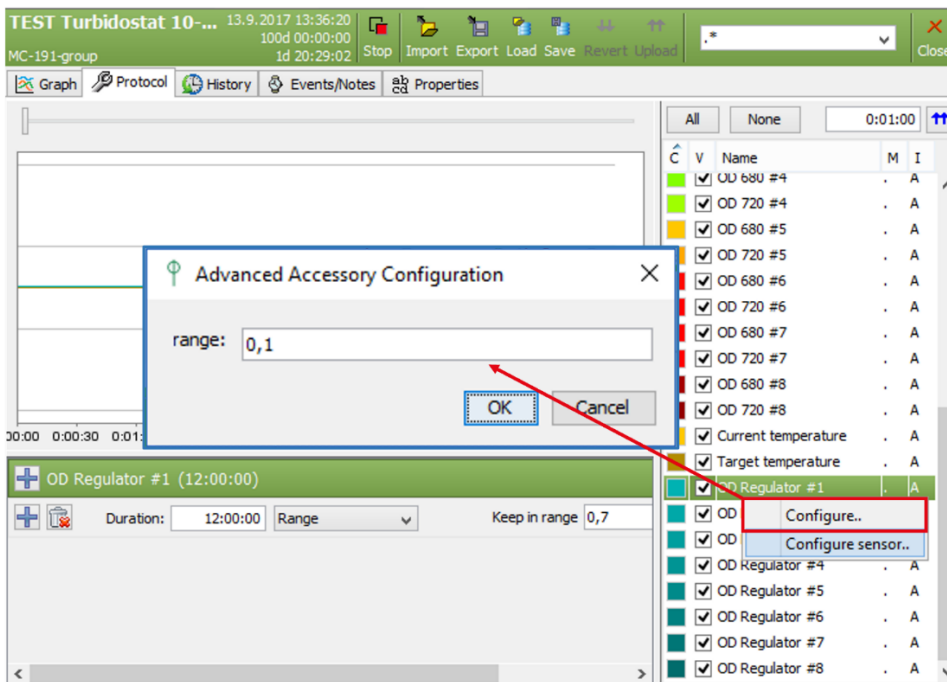 TEST Turbidostat 10-... 13.9.2017 13:36:20
100d 00:00:00
MC-191-group 1d 20:29:02
Stop Import Export Load Save Revert Upload .* Close
Graph Protocol History Events/Notes Properties
All None 0:01:00
C V Name M I
OD 680 #4 . A
OD 720 #4 . A
OD 680 #5 . A
OD 720 #5 . A
OD 680 #6 . A
OD 720 #6 . A
OD 680 #7 . A
OD 720 #7 . A
OD 680 #8 . A
OD 720 #8 . A
Current temperature . A
Target temperature . A
OD Regulator #1 . A
OD
OD
OD Regulator #4 . A
OD Regulator #5 . A
OD Regulator #6 . A
OD Regulator #7 . A
OD Regulator #8 . A
Configure..
Configure sensor..
Advanced Accessory Configuration
range: 0,1
OK Cancel
00:00 0:00:30 0:01:
OD Regulator #1 (12:00:00)
Duration: 12:00:00 Range Keep in range 0,7